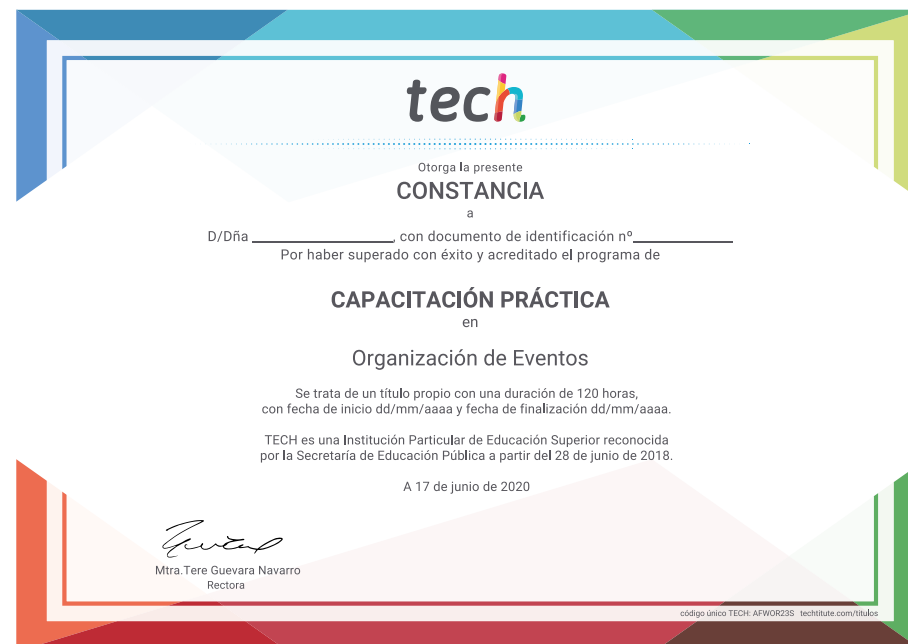 tech
Otorga la presente
CONSTANCIA
a
D/Dña ____________________, con documento de identificación nº______________
Por haber superado con éxito y acreditado el programa de
CAPACITACIÓN PRÁCTICA
en
Organización de Eventos
Se trata de un título propio con una duración de 120 horas,
con fecha de inicio dd/mm/aaaa y fecha de finalización dd/mm/aaaa.
TECH es una Institución Particular de Educación Superior reconocida
por la Secretaría de Educación Pública a partir del 28 de junio de 2018.
A 17 de junio de 2020
Mtra.Tere Guevara Navarro
Rectora
código único TECH: AFWOR23S techtitute.com/títulos